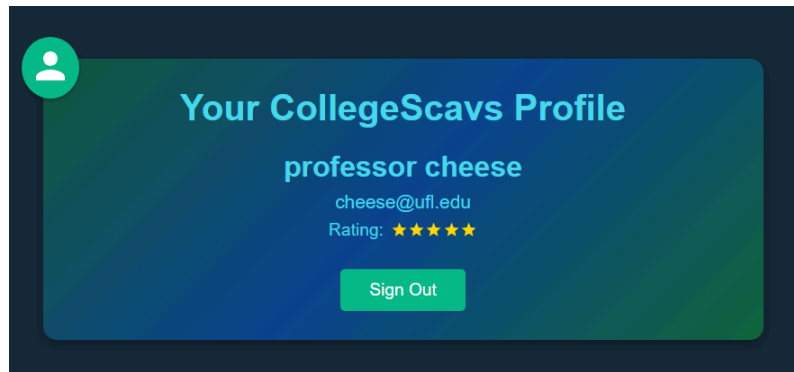 Your CollegeScavs Profile
professor cheese
cheese@ufl.edu
Rating: ★★★★★
Sign Out